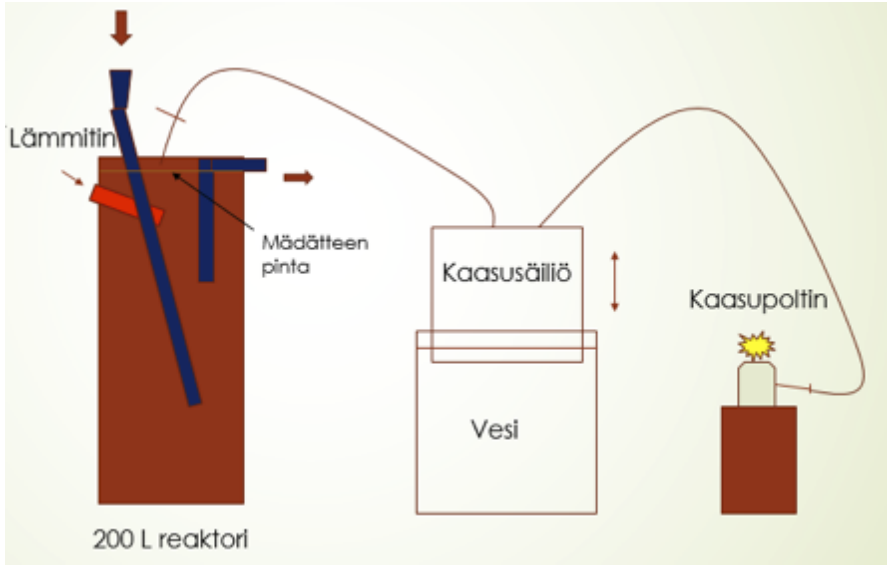 Lämmitin
Mädätteen
pinta
Kaasusäiliö
Kaasupoltin
Vesi
200 L reaktori